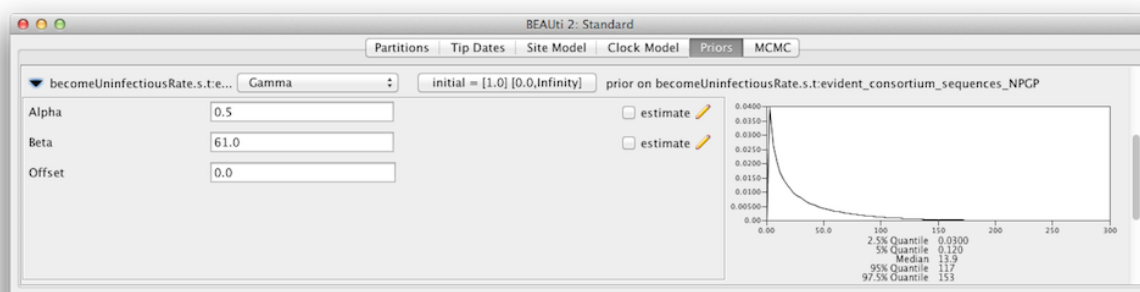 BEAUti 2: Standard
Partitions Tip Dates Site Model Clock Model Priors MCMC
becomeUninfectiousRate.s.t:e... Gamma initial = [1.0] [0.0,Infinity] prior on becomeUninfectiousRate.s.t:evident_consortium_sequences_NPGP
Alpha 0.5 estimate
Beta 61.0 estimate
Offset 0.0
0.0400
0.0350
0.0300
0.0250
0.0200
0.0150
0.0100
0.00500
0.00
0.00 50.0 100 150 200 250 300
2.5% Quantile 0.0300
5% Quantile 0.120
Median 13.9
95% Quantile 117
97.5% Quantile 153